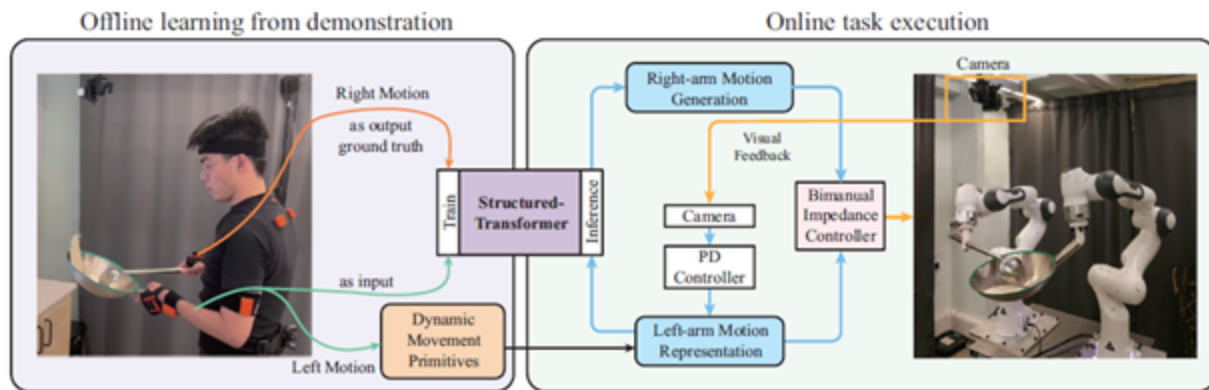 Offline learning from demonstration
Online task execution
Right Motion
as output
ground truth
Train
Structured-
Transformer
Inference
as input
Left Motion
Dynamic
Movement
Primitives
Right-arm Motion
Generation
Camera
Visual
Feedback
Camera
PD
Controller
Left-arm Motion
Representation
Bimanual
Impedance
Controller